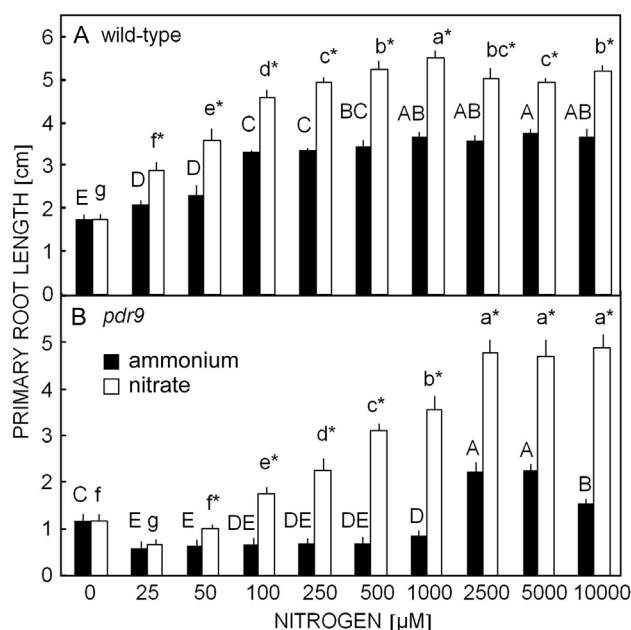 A wild-type
6
5
4
3
2
1
0
E g
D f*
D e*
C d*
C c*
BC b*
AB a*
AB bc*
A c*
AB b*
PRIMARY ROOT LENGTH [cm]
B pdr9
ammonium
nitrate
5
4
3
2
1
0
C f
E g
E f*
DE e*
DE d*
DE c*
D b*
A a*
A a*
B a*
0 25 50 100 250 500 1000 2500 5000 10000
NITROGEN [µM]